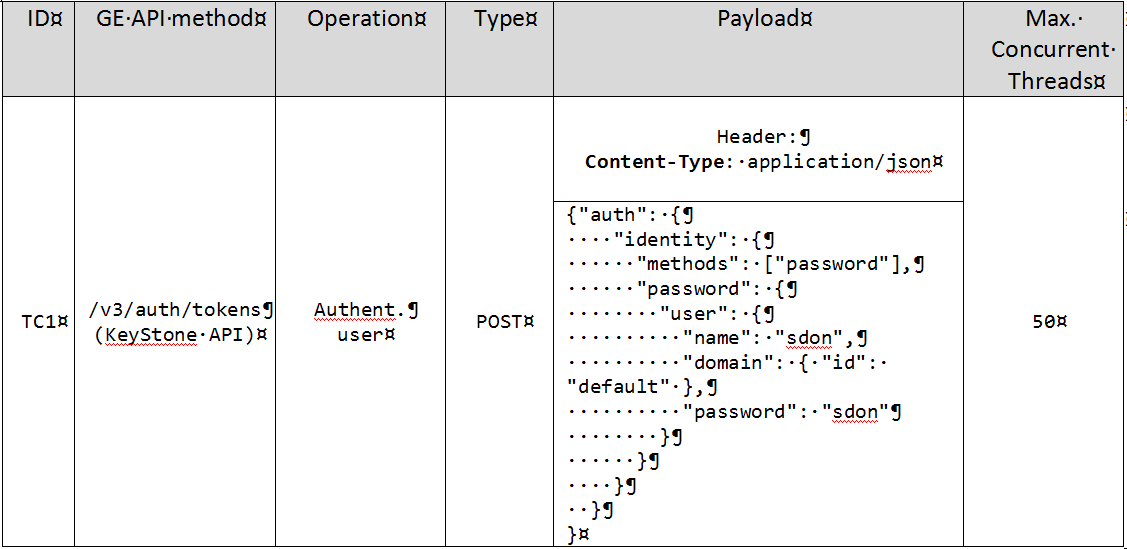 ID¤
GE·API·method¤
Operation¤
Type¤
Payload¤
Max.·
Concurrent·
Threads¤
TC1¤
/v3/auth/tokens¶
(KeyStone·API)¤
Authent.¶
user¤
POST¤
Header:¶
Content-Type:·application/json¤
{"auth":·{¶
····"identity":·{¶
······"methods":·["password"],¶
······"password":·{¶
········"user":·{¶
··········"name":·"sdon",¶
··········"domain":·{·"id":·
"default"·},¶
··········"password":·"sdon"¶
········}¶
······}¶
····}¶
··}¶
}¤
50¤